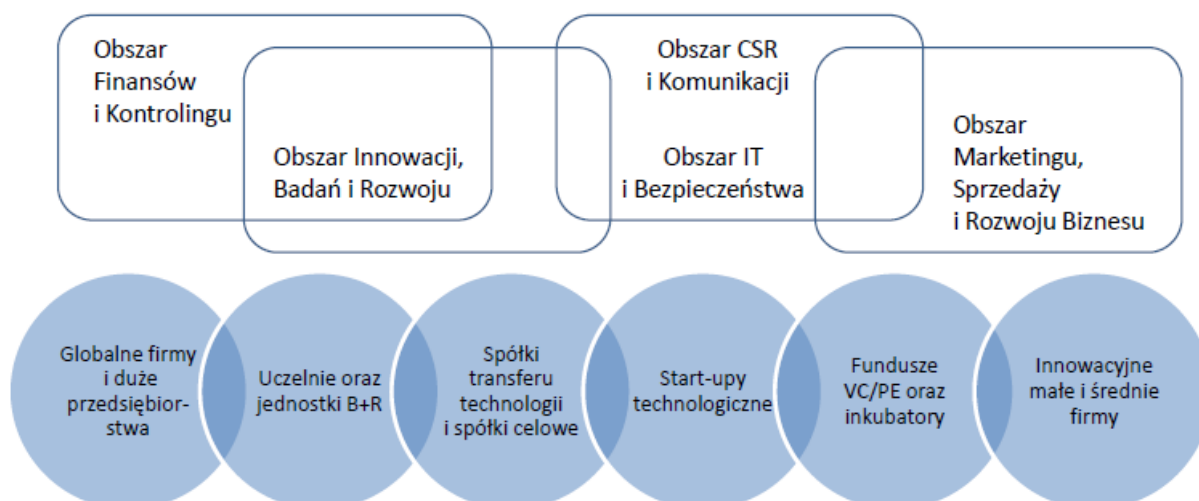 Obszar
Finansów
i Kontrolingu
Obszar Innowacji,
Badań i Rozwoju
Obszar CSR
i Komunikacji
Obszar IT
i Bezpieczeństwa
Obszar
Marketingu,
Sprzedaży
i Rozwoju Biznesu
Globalne firmy
i duże
przedsiębior-
stwa
Uczelnie oraz
jednostki B+R
Spółki
transferu
technologii
i spółki celowe
Start-upy
technologiczne
Fundusze
VC/PE oraz
inkubatory
Innowacyjne
małe i średnie
firmy